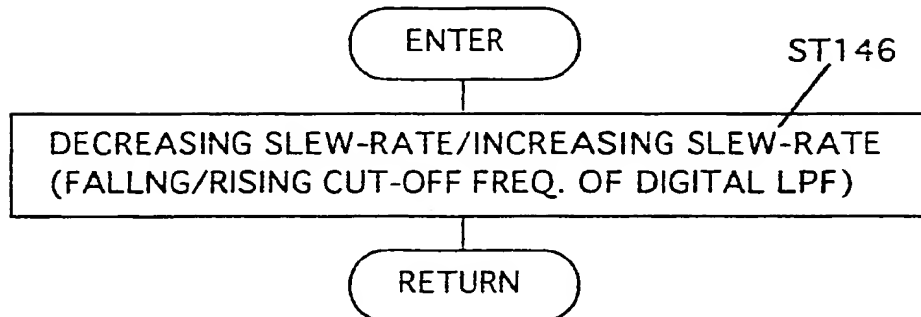 ENTER
ST146
DECREASING SLEW-RATE/INCREASING SLEW-RATE
(FALLNG/RISING CUT-OFF FREQ. OF DIGITAL LPF)
RETURN